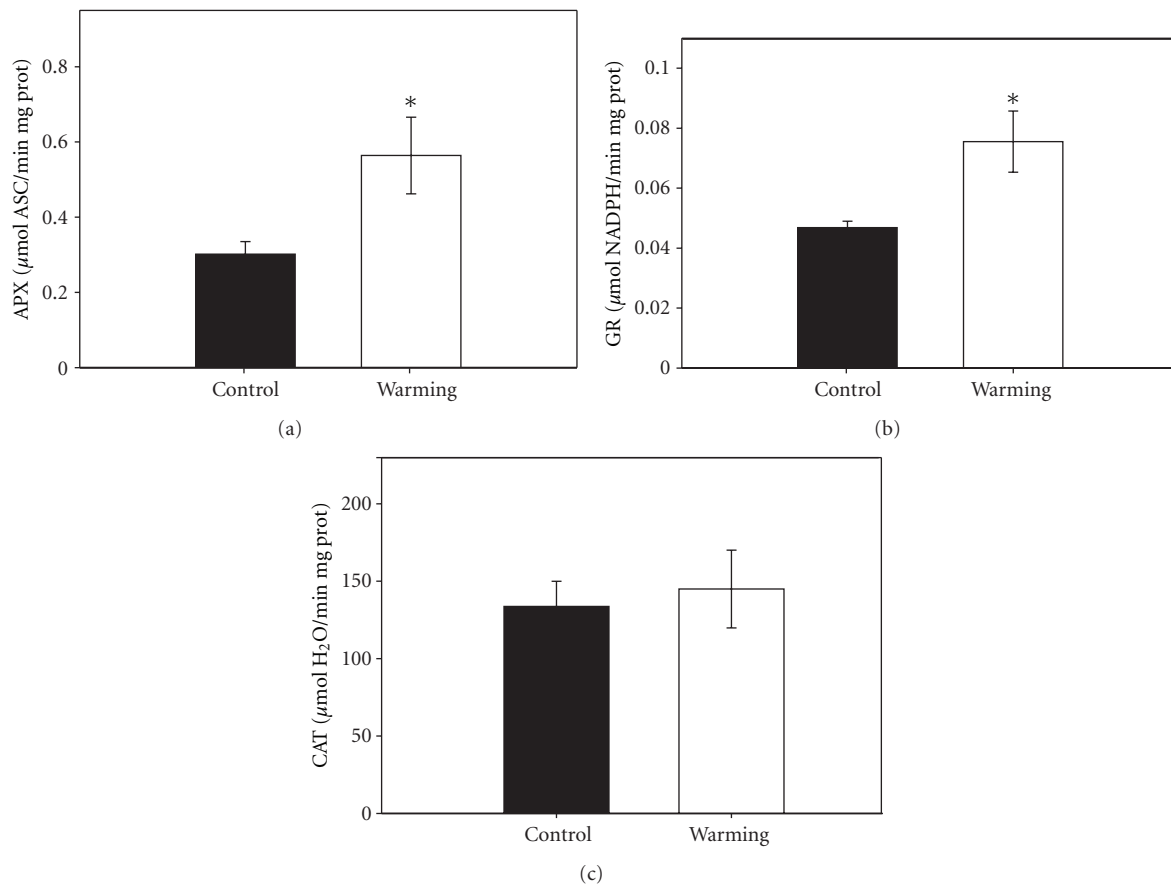 APX (μmol ASC/min mg prot)
0.8
0.6
0.4
0.2
0
*
Control
Warming
(a)
GR (μmol NADPH/min mg prot)
0.1
0.08
0.06
0.04
0.02
0
*
Control
Warming
(b)
CAT (μmol H₂O/min mg prot)
200
150
100
50
0
Control
Warming
(c)